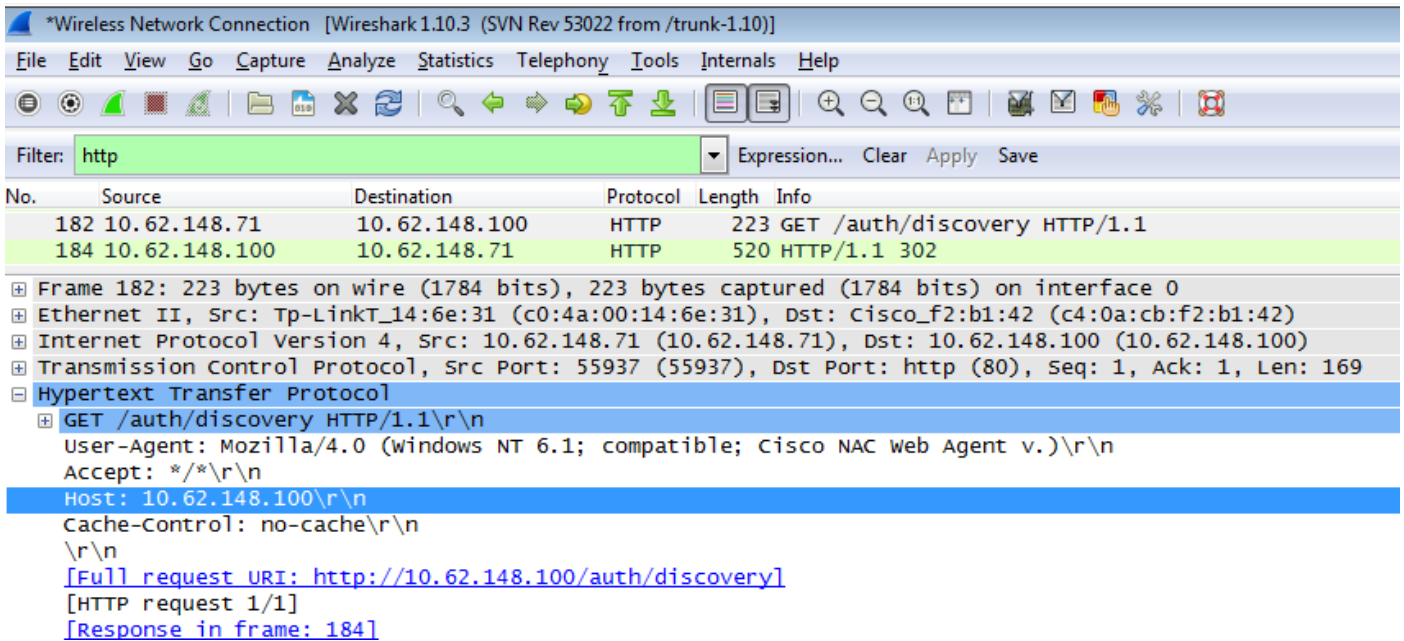 *Wireless Network Connection [Wireshark 1.10.3 (SVN Rev 53022 from /trunk-1.10)]
File Edit View Go Capture Analyze Statistics Telephony Tools Internals Help
Filter: http Expression... Clear Apply Save
No. Source Destination Protocol Length Info
182 10.62.148.71 10.62.148.100 HTTP 223 GET /auth/discovery HTTP/1.1
184 10.62.148.100 10.62.148.71 HTTP 520 HTTP/1.1 302
Frame 182: 223 bytes on wire (1784 bits), 223 bytes captured (1784 bits) on interface 0
Ethernet II, Src: Tp-LinkT_14:6e:31 (c0:4a:00:14:6e:31), Dst: Cisco_f2:b1:42 (c4:0a:cb:f2:b1:42)
Internet Protocol Version 4, Src: 10.62.148.71 (10.62.148.71), Dst: 10.62.148.100 (10.62.148.100)
Transmission Control Protocol, Src Port: 55937 (55937), Dst Port: http (80), Seq: 1, Ack: 1, Len: 169
Hypertext Transfer Protocol
GET /auth/discovery HTTP/1.1\r\n
User-Agent: Mozilla/4.0 (Windows NT 6.1; compatible; Cisco NAC Web Agent v.)\r\n
Accept: */*\r\n
Host: 10.62.148.100\r\n
Cache-Control: no-cache\r\n
\r\n
[Full request URI: http://10.62.148.100/auth/discovery]
[HTTP request 1/1]
[Response in frame: 184]